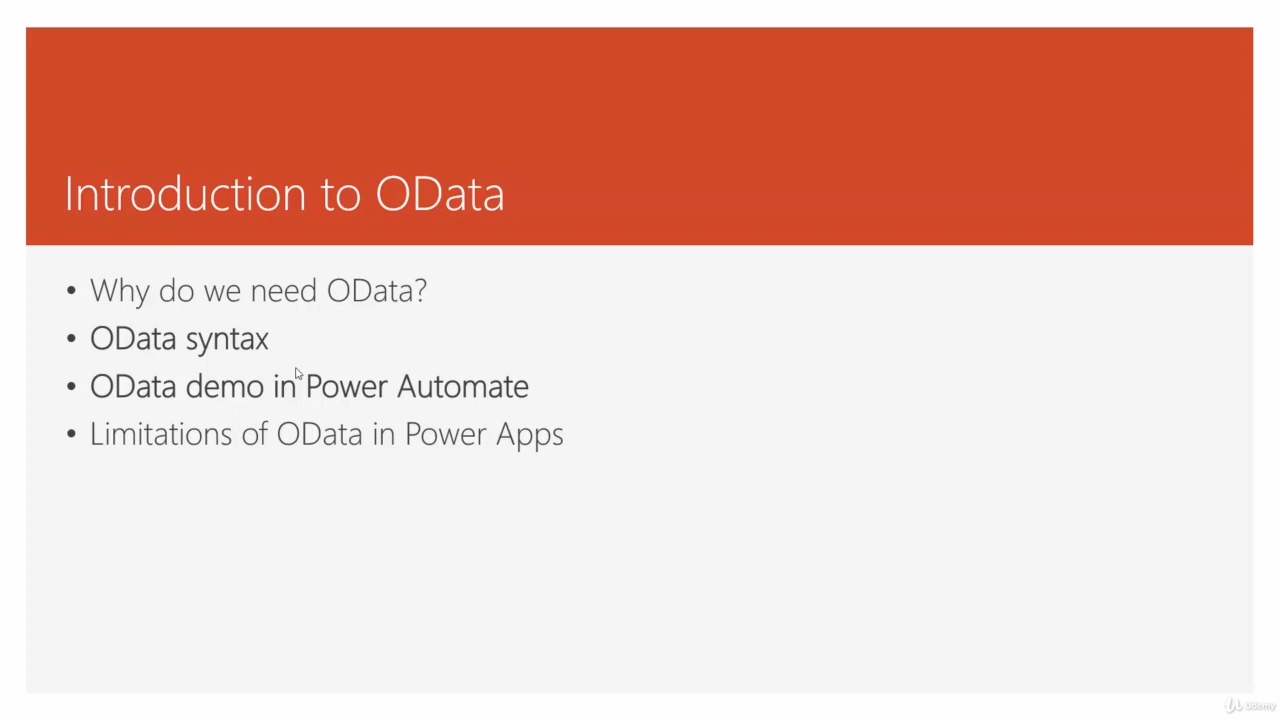 Introduction to OData
• Why do we need OData?
• OData syntax
• OData demo in Power Automate
• Limitations of OData in Power Apps
Udemy